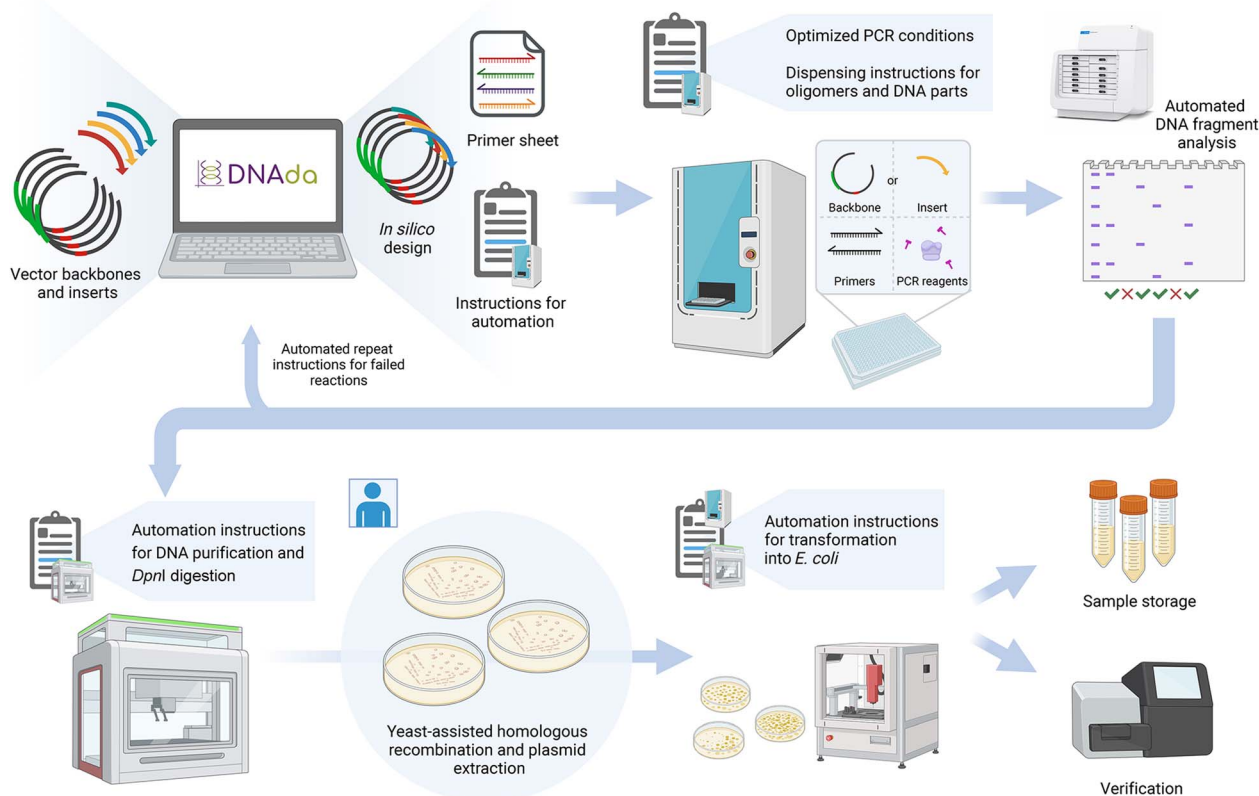 Primer sheet
DNAda
In silico
design
Vector backbones
and inserts
Instructions for
automation
Optimized PCR conditions
Dispensing instructions for
oligomers and DNA parts
Backbone
or
Insert
Primers
PCR reagents
Automated
DNA fragment
analysis
Automated repeat
instructions for failed
reactions
Automation instructions
for DNA purification and
DpnI digestion
Yeast-assisted homologous
recombination and plasmid
extraction
Automation instructions
for transformation
into E. coli
Sample storage
Verification